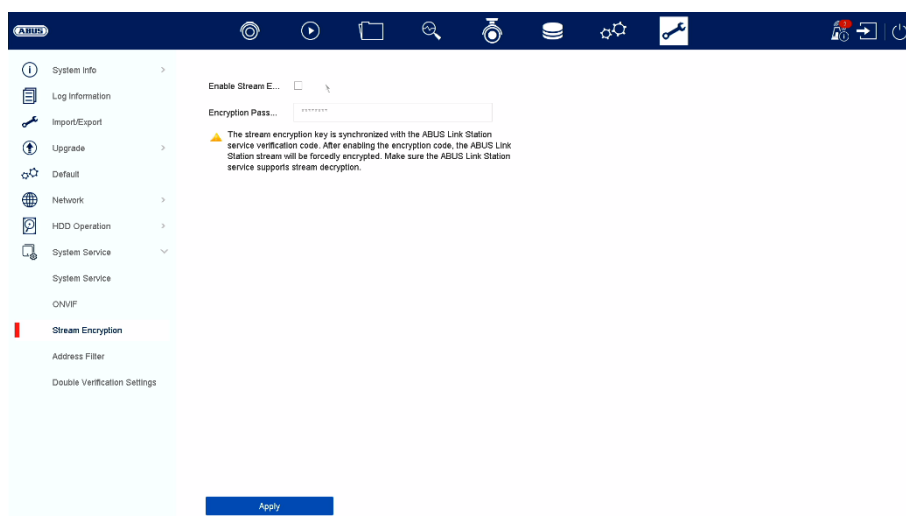 ABUS
System Info
Log Information
Import/Export
Upgrade
Default
Network
HDD Operation
System Service
System Service
ONVIF
Stream Encryption
Address Filter
Double Verification Settings
Enable Stream E...
Encryption Pass...
********
The stream encryption key is synchronized with the ABUS Link Station
service verification code. After enabling the encryption code, the ABUS Link
Station stream will be forcedly encrypted. Make sure the ABUS Link Station
service supports stream decryption.
Apply